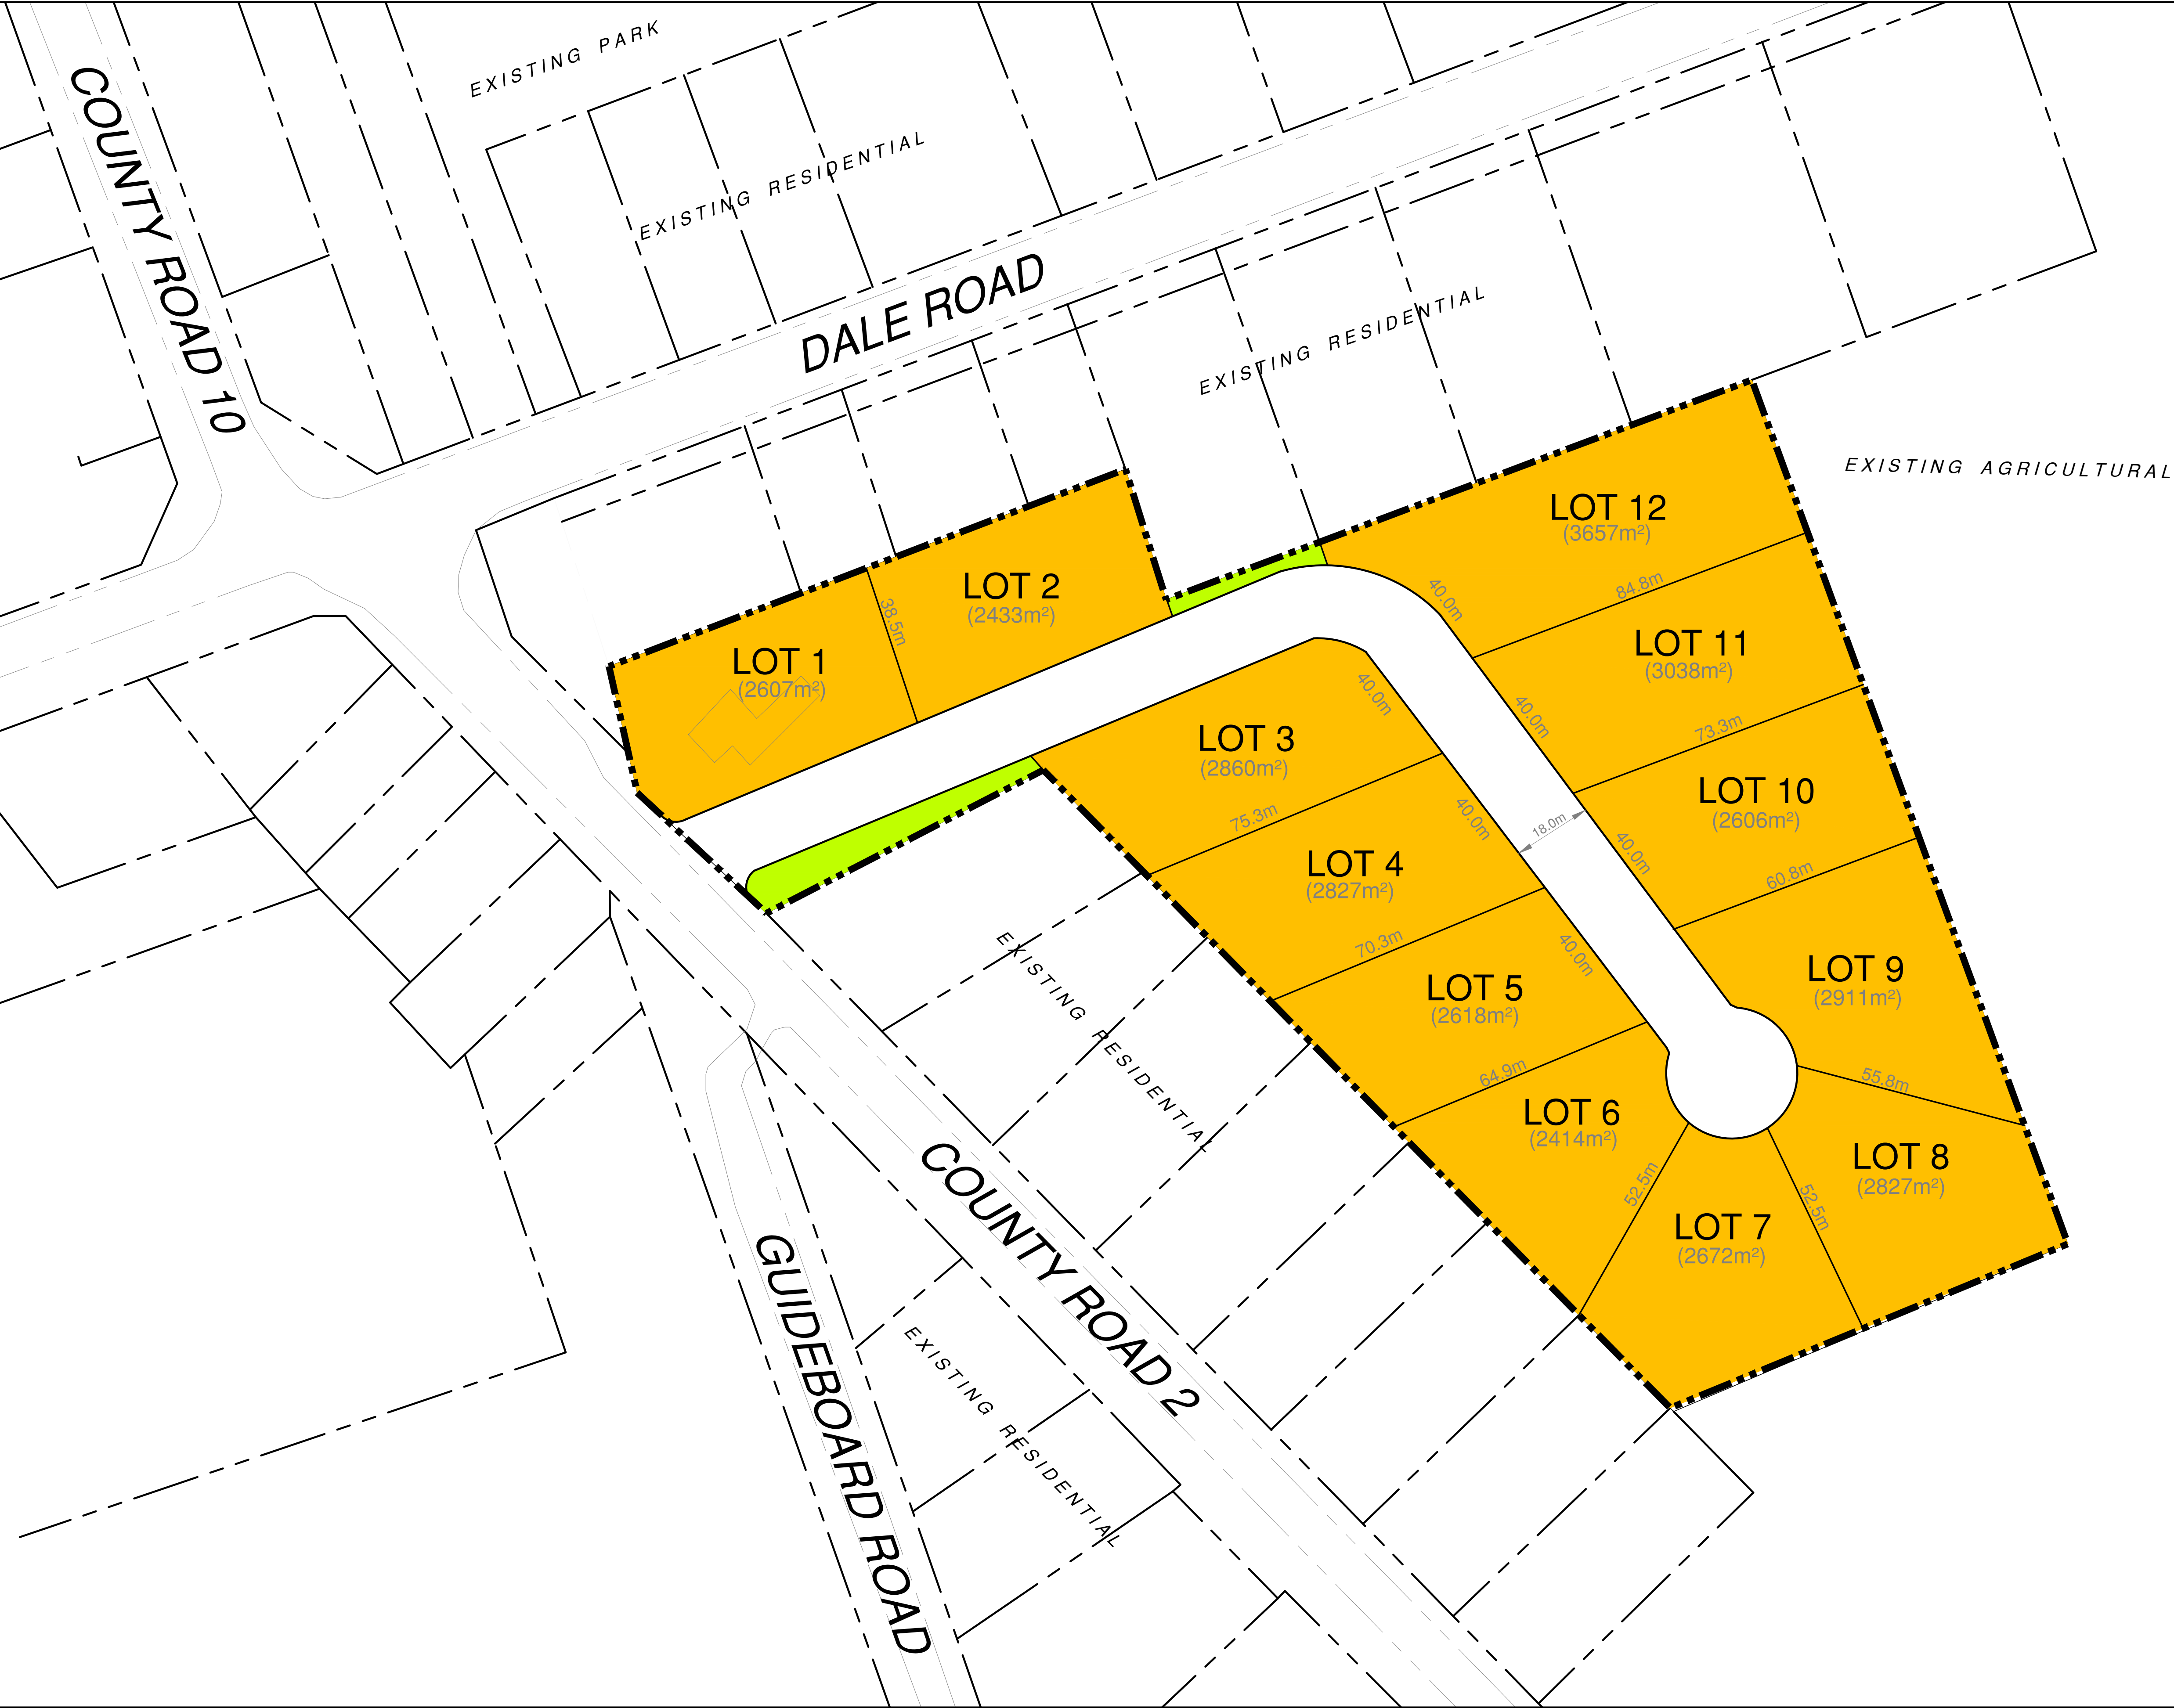 EXISTING PARK
COUNTY ROAD 10
EXISTING RESIDENTIAL
DALE ROAD
EXISTING RESIDENTIAL
EXISTING AGRICULTURAL
LOT 12
(3657m²)
40.0m
84.8m
LOT 2
(2433m²)
38.5m
LOT 1
(2607m²)
LOT 11
(3038m²)
40.0m
40.0m
73.3m
LOT 3
(2860m²)
75.3m
LOT 10
(2606m²)
40.0m
18.0m
40.0m
60.8m
LOT 4
(2827m²)
70.3m
40.0m
LOT 9
(2911m²)
LOT 5
(2618m²)
64.9m
55.8m
EXISTING RESIDENTIAL
LOT 6
(2414m²)
LOT 8
(2827m²)
52.5m
52.5m
LOT 7
(2672m²)
COUNTY ROAD 2
GUIDEBOARD ROAD
EXISTING RESIDENTIAL